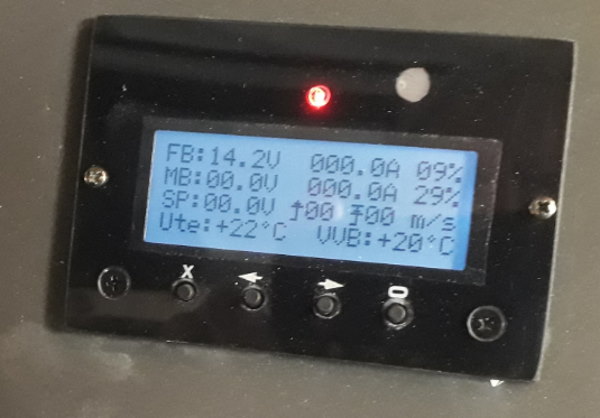 FB:14.2V 000.0A 09%
MB:00.0V 000.0A 29%
SP:00.0V ↑00 ↑00 m/s
Ute:+22°C VVB:+20°C
X ← → O